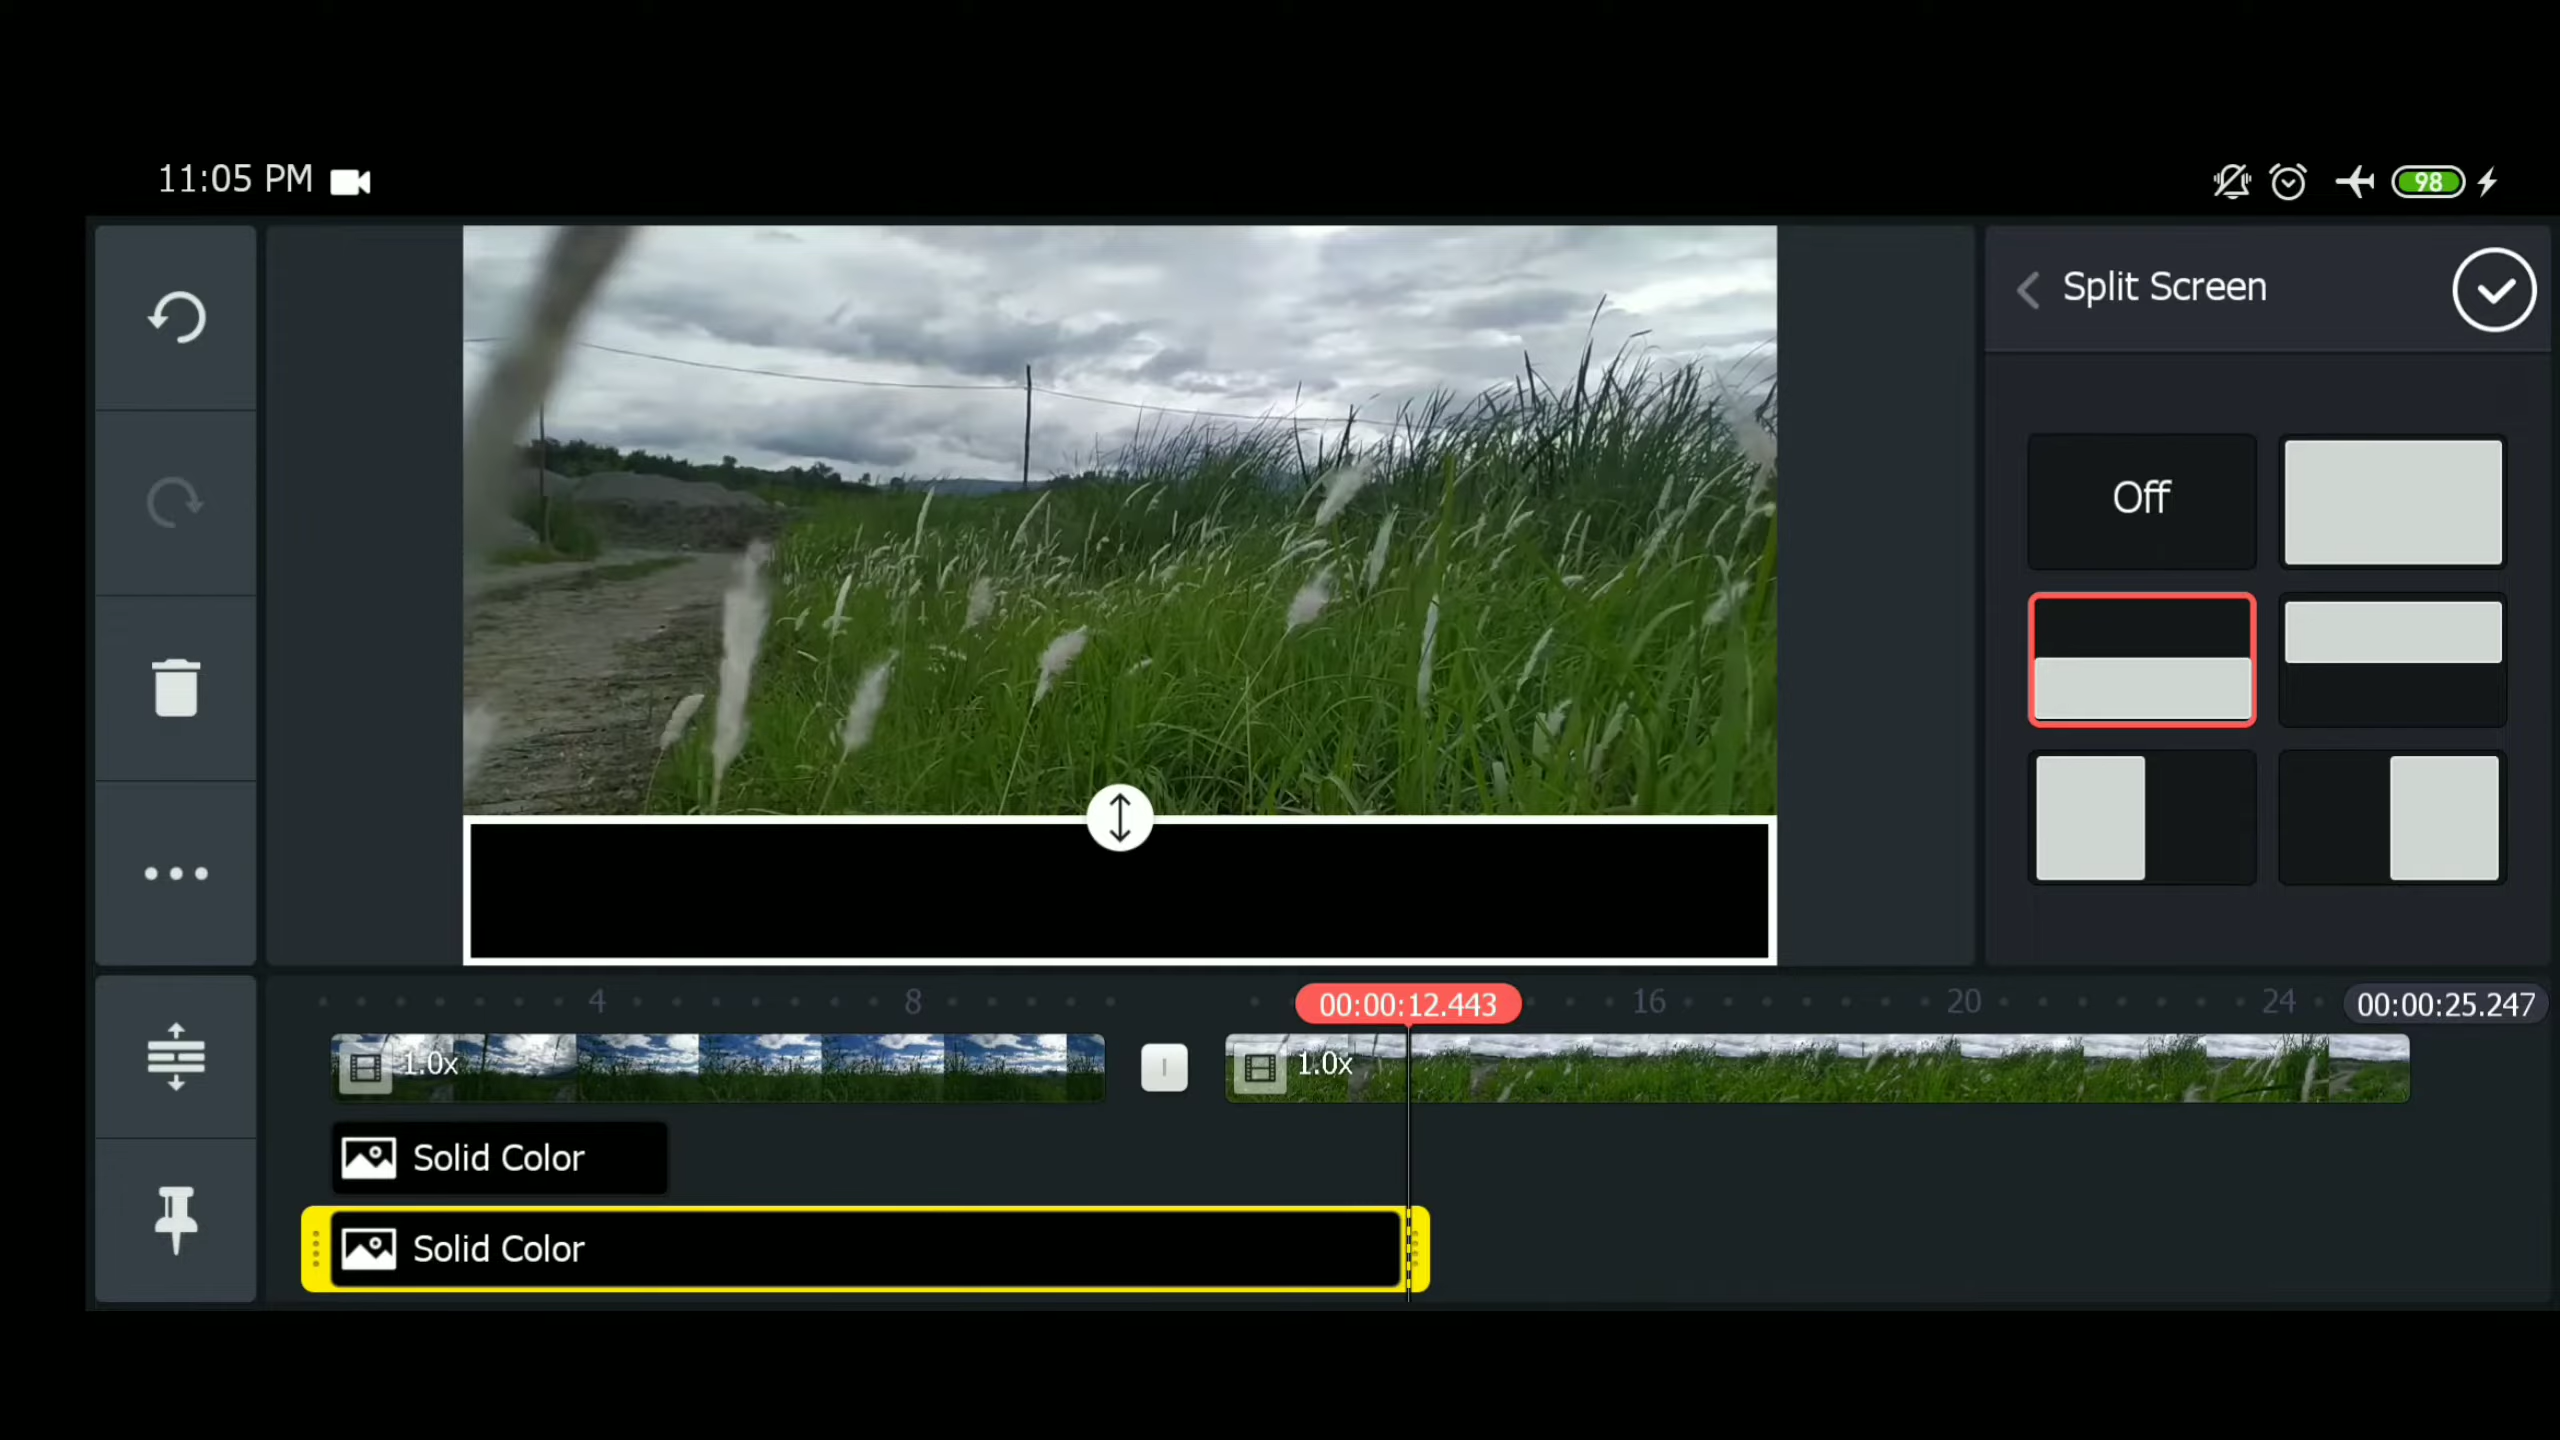 11:05 PM
98
Split Screen
Off
4
8
00:00:12.443
16
20
24
00:00:25.247
1.0x
1.0x
Solid Color
Solid Color